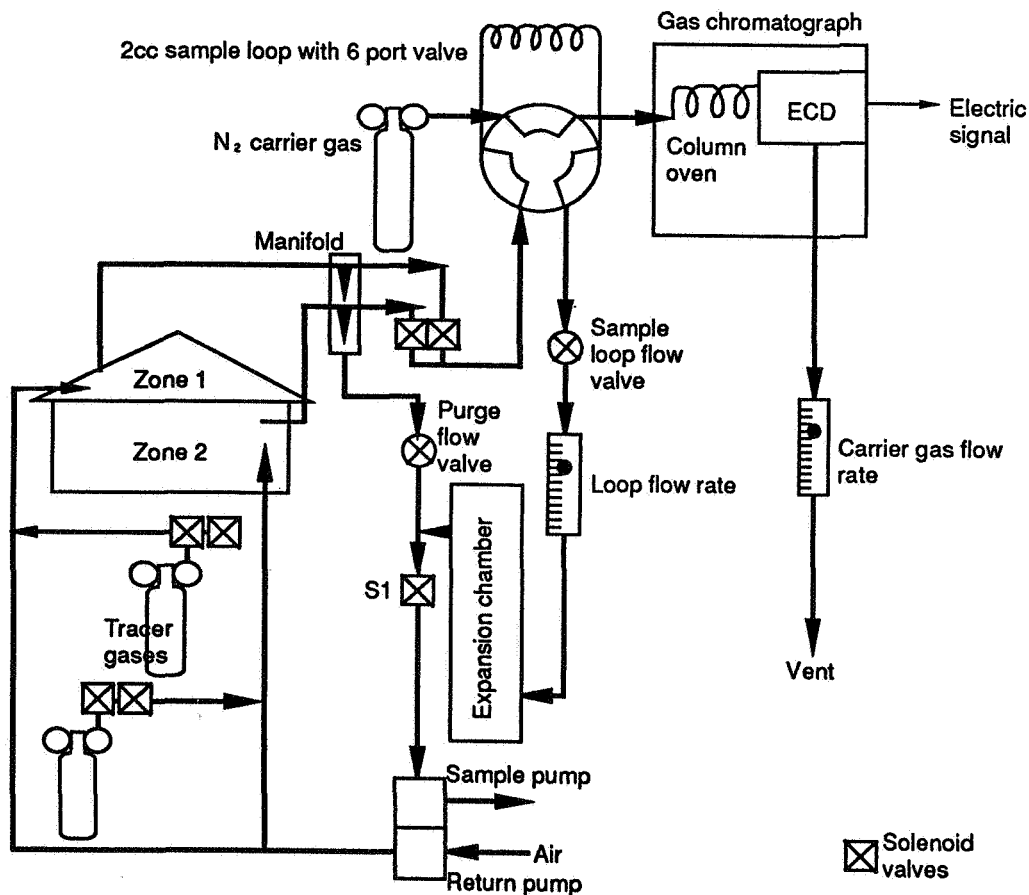 Gas chromatograph
2cc sample loop with 6 port valve
N₂ carrier gas
ECD
Electric
signal
Column
oven
Manifold
Sample
loop flow
valve
Zone 1
Zone 2
Purge
flow
valve
Carrier gas flow
rate
Loop flow rate
S1
Expansion chamber
Tracer
gases
Vent
Sample pump
Air
Return pump
Solenoid
valves